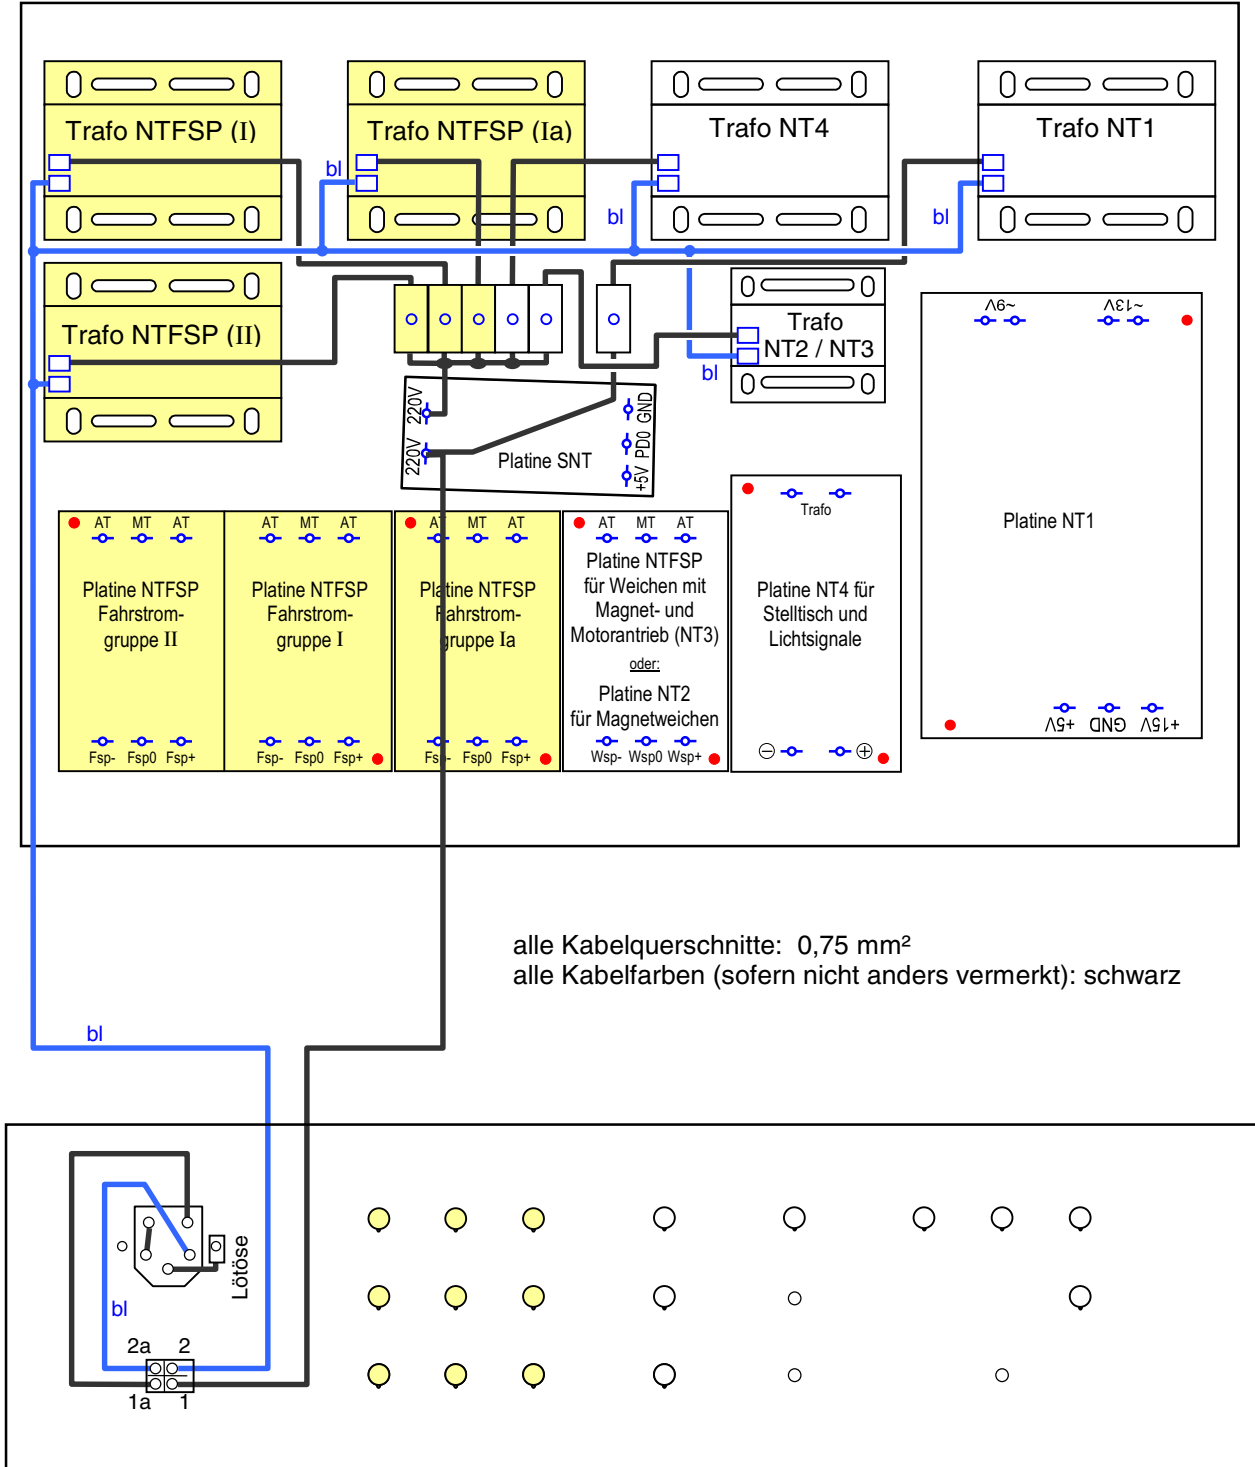 Trafo NTFSP (I)
Trafo NTFSP (Ia)
Trafo NT4
Trafo NT1
bl
bl
bl
Trafo NTFSP (II)
Trafo
NT2 / NT3
bl
~9V
~13V
220V
220V
Platine SNT
GND
PD0
+5V
Platine NT1
+5V
GND
+15V
AT MT AT
Platine NTFSP
Fahrstrom-
gruppe II
Fsp- Fsp0 Fsp+
AT MT AT
Platine NTFSP
Fahrstrom-
gruppe I
Fsp- Fsp0 Fsp+
AT MT AT
Platine NTFSP
Fahrstrom-
gruppe Ia
Fsp- Fsp0 Fsp+
AT MT AT
Platine NTFSP
für Weichen mit
Magnet- und
Motorantrieb (NT3)
oder:
Platine NT2
für Magnetweichen
Wsp- Wsp0 Wsp+
Trafo
Platine NT4 für
Stelltisch und
Lichtsignale
− +
alle Kabelquerschnitte: 0,75 mm²
alle Kabelfarben (sofern nicht anders vermerkt): schwarz
bl
Lötöse
bl
2a 2
1a 1